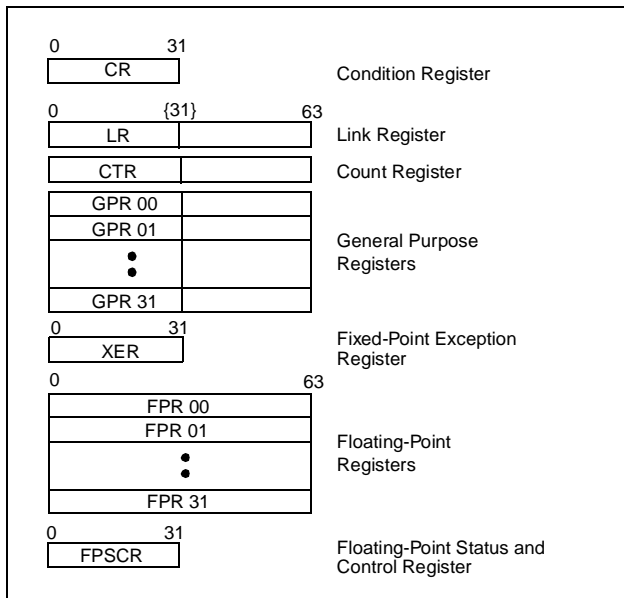 0 31
CR Condition Register
0 {31} 63
LR Link Register
CTR Count Register
GPR 00
GPR 01
General Purpose
Registers
GPR 31
0 31
XER
Fixed-Point Exception
Register
0 63
FPR 00
FPR 01
Floating-Point
Registers
FPR 31
0 31
FPSCR
Floating-Point Status and
Control Register